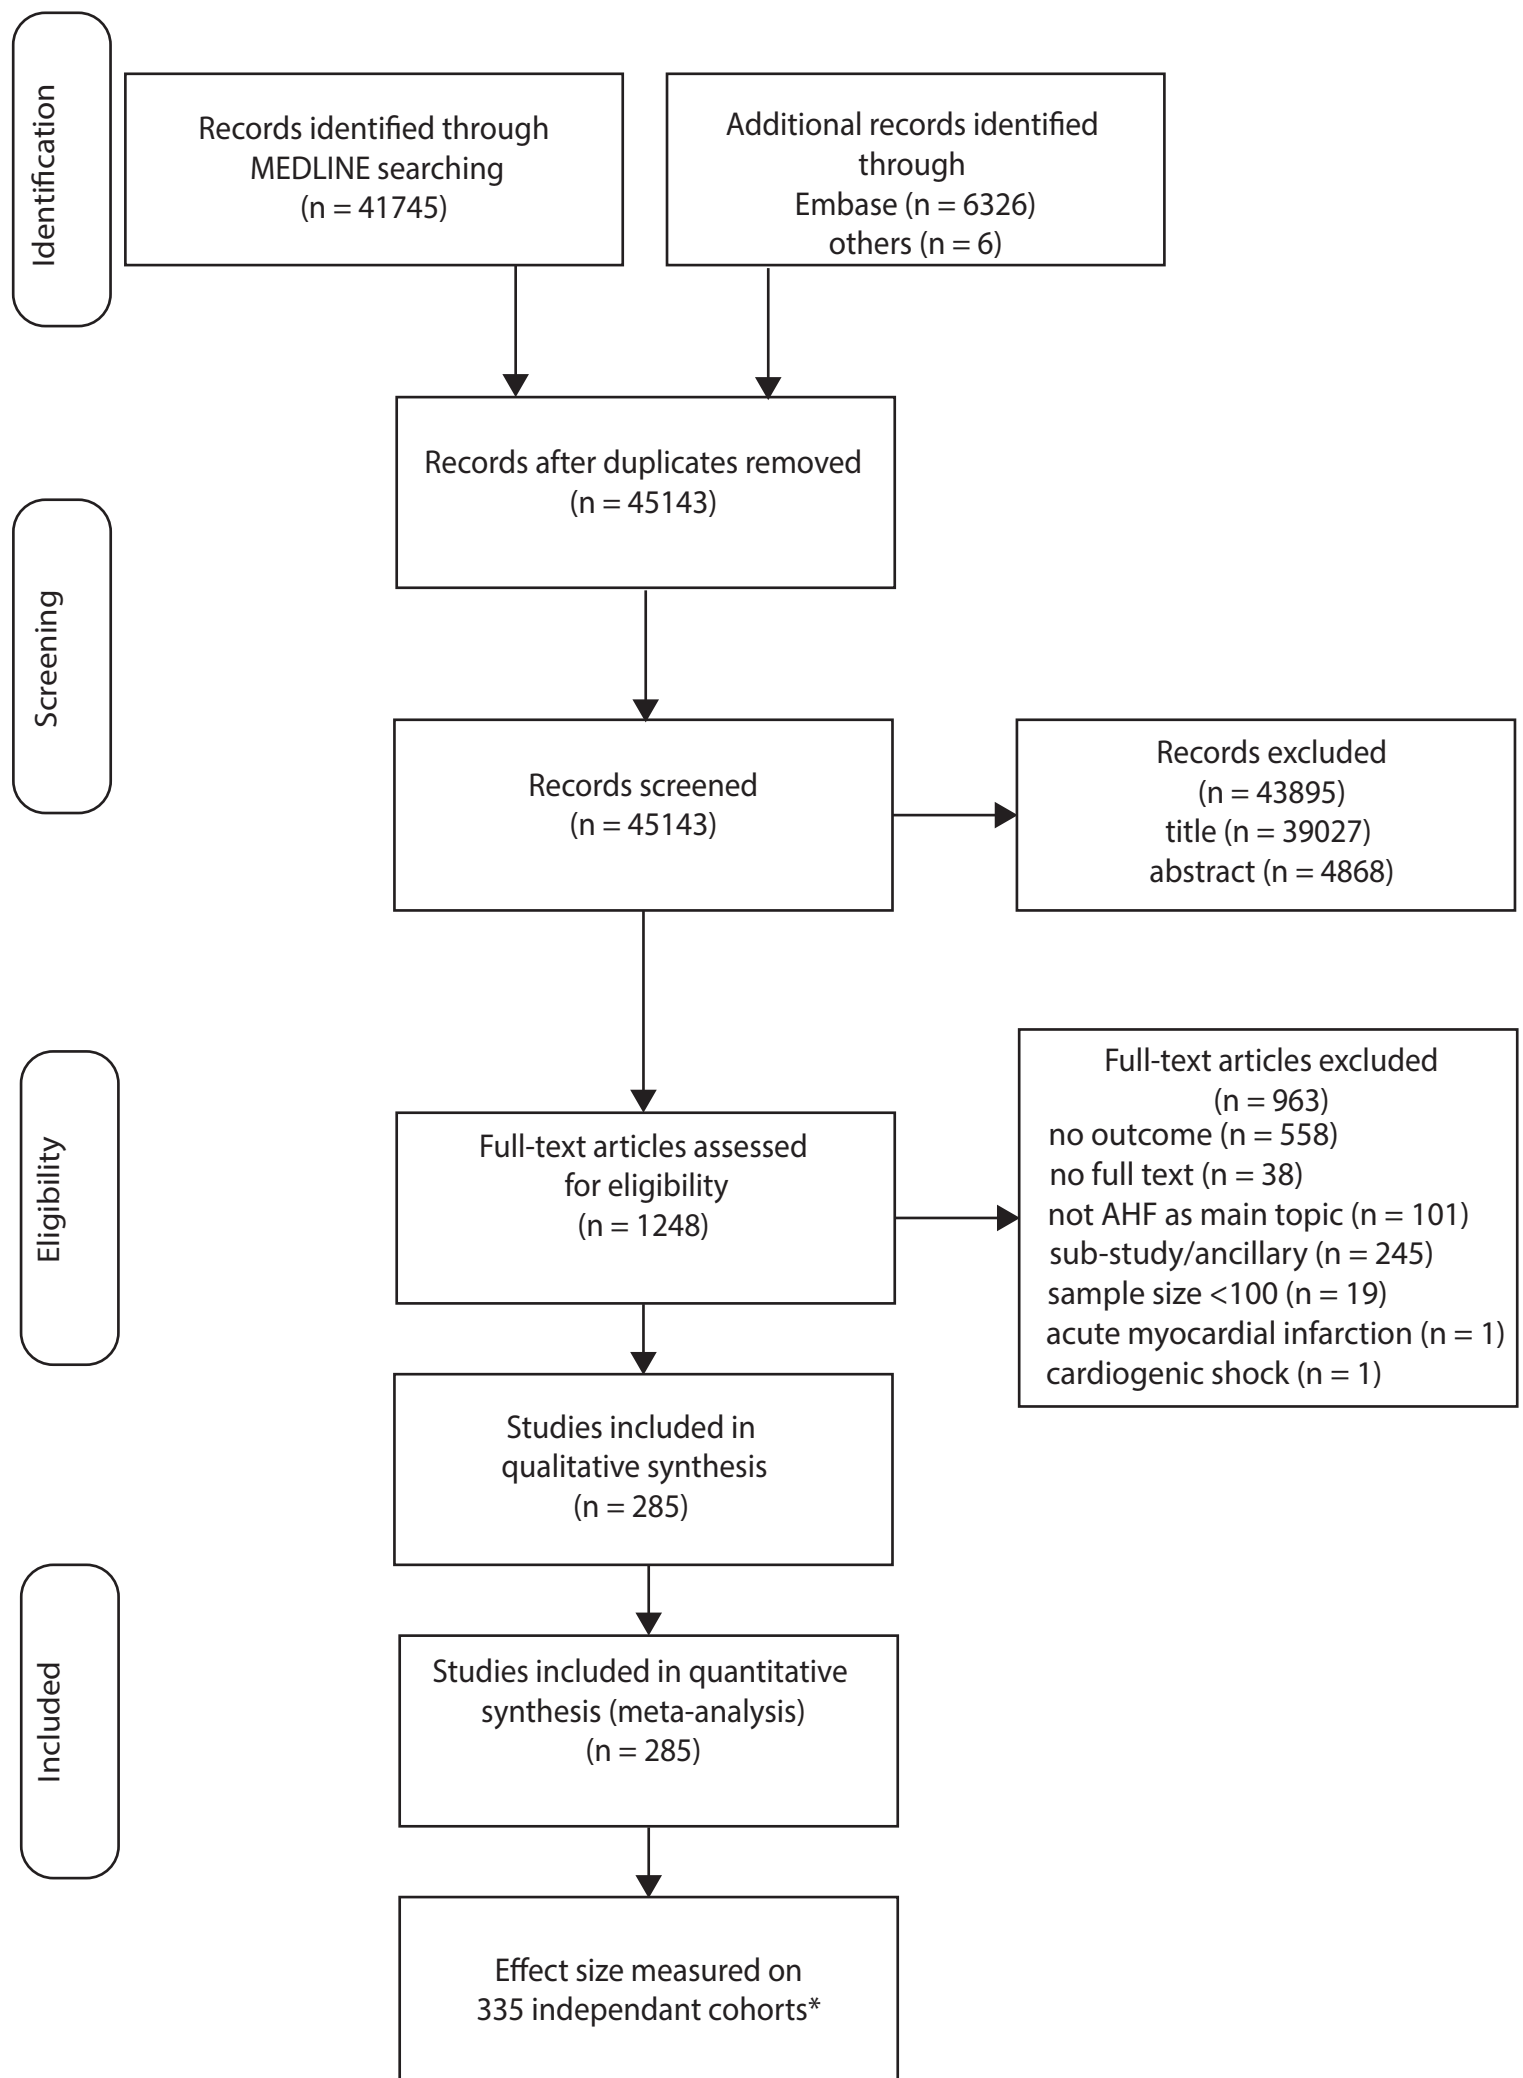 Identification
Records identified through
MEDLINE searching
(n = 41745)
Additional records identified
through
Embase (n = 6326)
others (n = 6)
Records after duplicates removed
(n = 45143)
Screening
Records screened
(n = 45143)
Records excluded
(n = 43895)
title (n = 39027)
abstract (n = 4868)
Eligibility
Full-text articles assessed
for eligibility
(n = 1248)
Full-text articles excluded
(n = 963)
no outcome (n = 558)
no full text (n = 38)
not AHF as main topic (n = 101)
sub-study/ancillary (n = 245)
sample size <100 (n = 19)
acute myocardial infarction (n = 1)
cardiogenic shock (n = 1)
Studies included in
qualitative synthesis
(n = 285)
Included
Studies included in quantitative
synthesis (meta-analysis)
(n = 285)
Effect size measured on
335 independant cohorts*